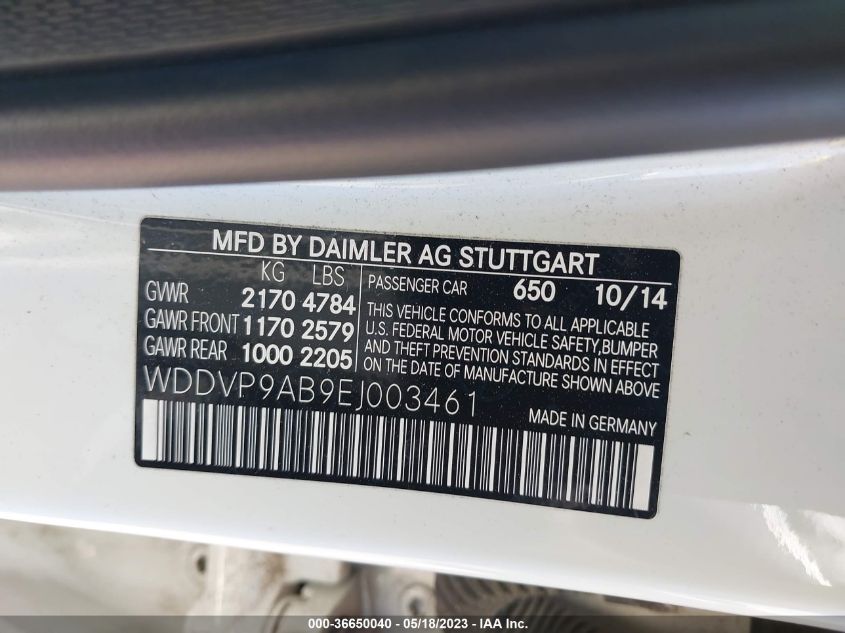 MFD BY DAIMLER AG STUTTGART
KG LBS
GVWR 2170 4784
GAWR FRONT 1170 2579
GAWR REAR 1000 2205
PASSENGER CAR 650 10/14
THIS VEHICLE CONFORMS TO ALL APPLICABLE
U.S. FEDERAL MOTOR VEHICLE SAFETY,BUMPER
AND THEFT PREVENTION STANDARDS IN EFFECT
ON THE DATE OF MANUFACTURE SHOWN ABOVE.
WDDVP9AB9EJ003461
MADE IN GERMANY
000-36650040 - 05/18/2023 - IAA Inc.